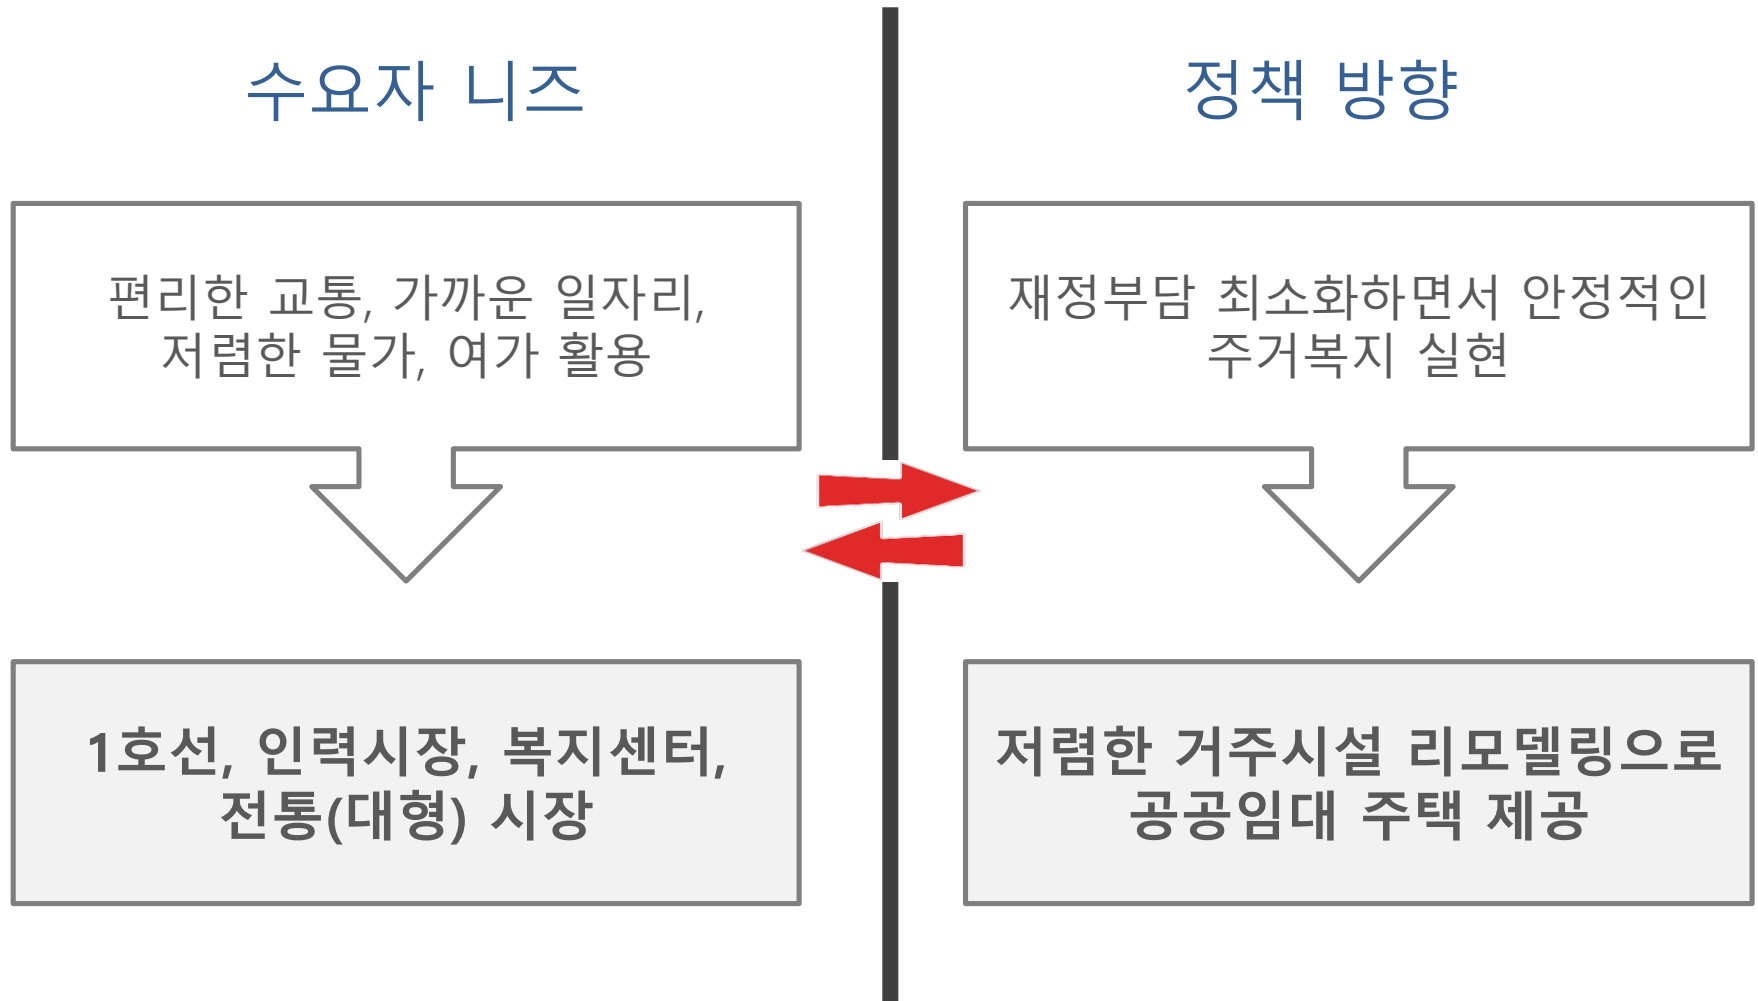 수요자 니즈
편리한 교통, 가까운 일자리,
저렴한 물가, 여가 활용
1호선, 인력시장, 복지센터,
전통(대형) 시장
정책 방향
재정부담 최소화하면서 안정적인
주거복지 실현
저렴한 거주시설 리모델링으로
공공임대 주택 제공